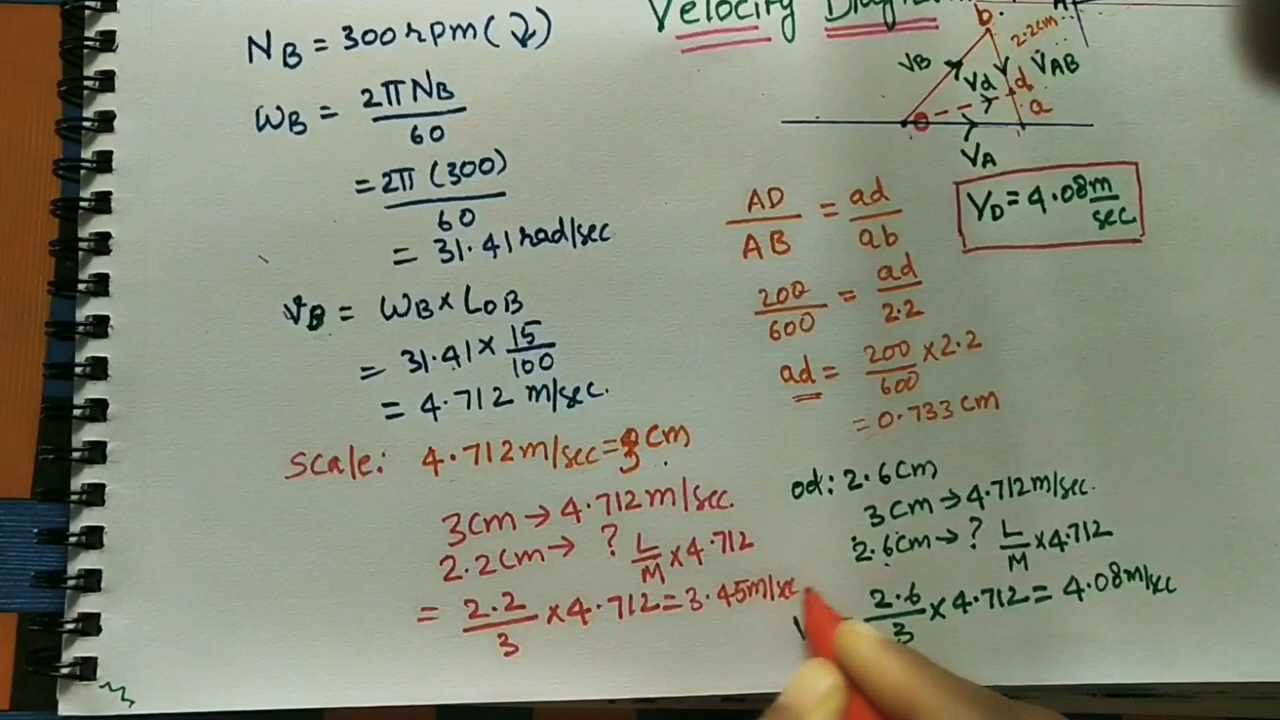 Velocity Diagr
N_B = 300 rpm (↻)
ω_B = 2πN_B / 60
= 2π (300) / 60
= 31.41 rad/sec
V_B = ω_B × L_OB
= 31.41 × 15/100
= 4.712 m/sec.
Scale: 4.712 m/sec = 3 cm
3 cm → 4.712 m/sec.
2.2 cm → ? L/M × 4.712
= 2.2/3 × 4.712 = 3.45 m/sec
b
2.2cm
V_B
V_d
V_AB
d
a
o
V_A
V_D = 4.08 m/sec
AD/AB = ad/ab
200/600 = ad/2.2
ad = 200/600 × 2.2
= 0.733 cm
od: 2.6 cm
3 cm → 4.712 m/sec.
2.6 cm → ? L/M × 4.712
2.6/3 × 4.712 = 4.08 m/sec